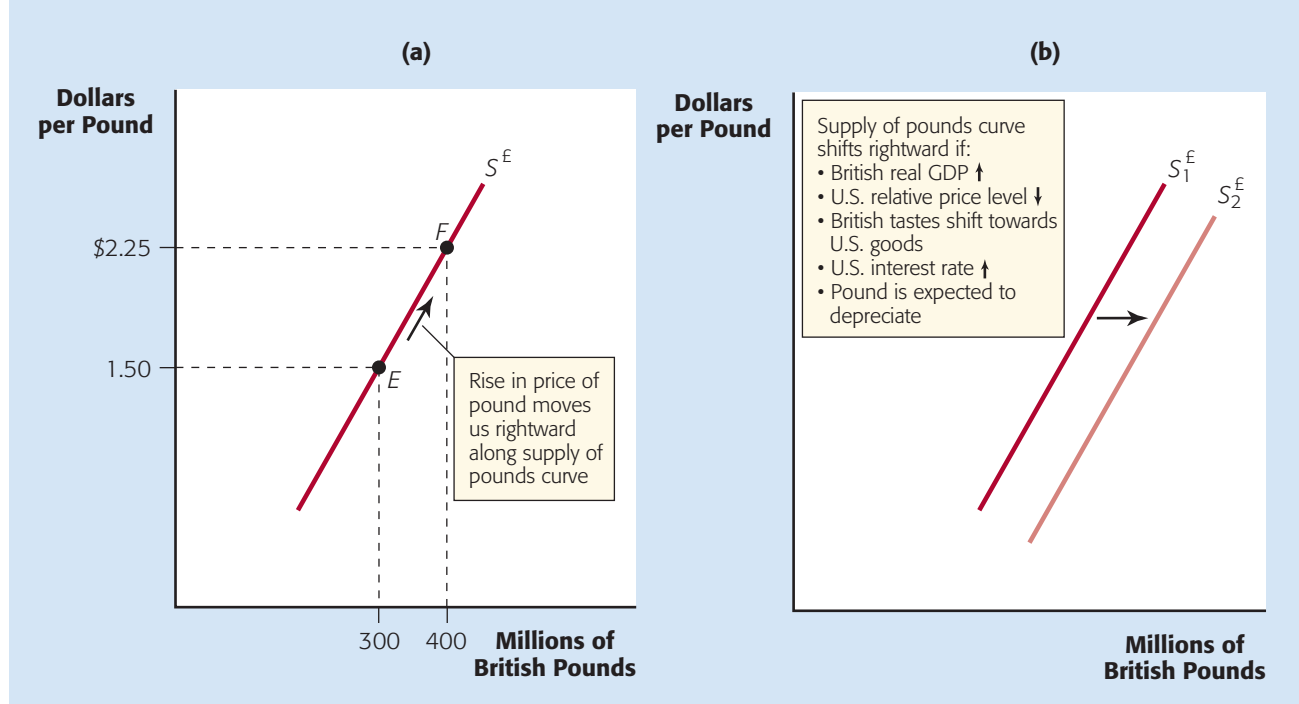 (a)
Dollars
per Pound
S£
F
$2.25
1.50
E
Rise in price of
pound moves
us rightward
along supply of
pounds curve
300
400
Millions of
British Pounds
(b)
Dollars
per Pound
Supply of pounds curve
shifts rightward if:
• British real GDP ↑
• U.S. relative price level ↓
• British tastes shift towards
U.S. goods
• U.S. interest rate ↑
• Pound is expected to
depreciate
S1£
S2£
Millions of
British Pounds